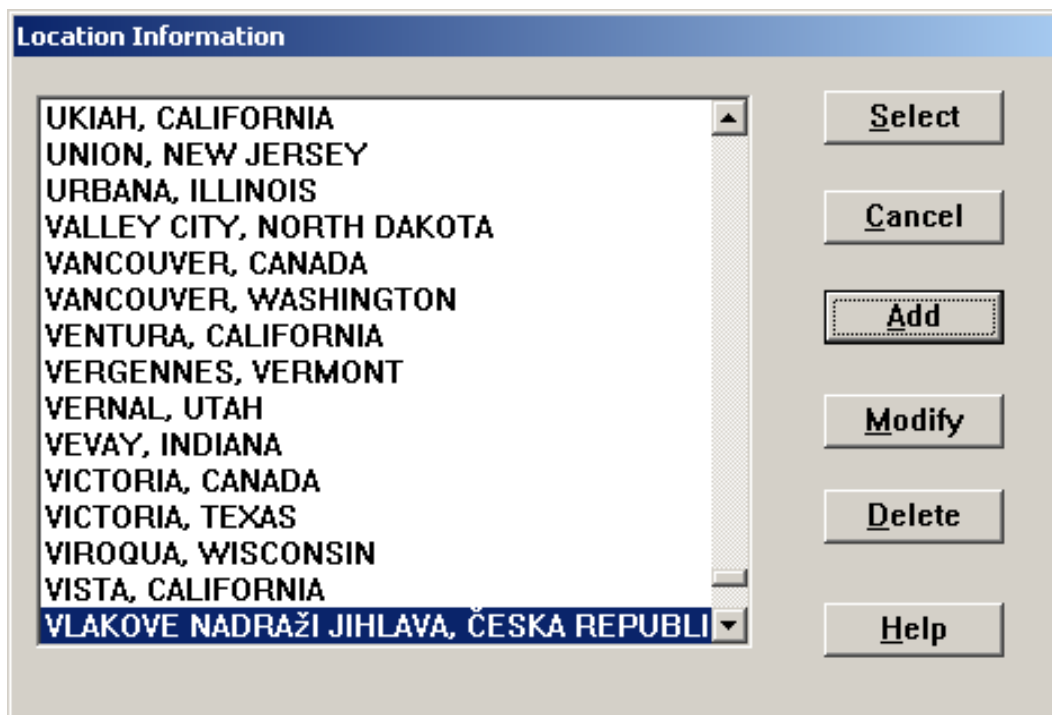 Location Information
UKIAH, CALIFORNIA
UNION, NEW JERSEY
URBANA, ILLINOIS
VALLEY CITY, NORTH DAKOTA
VANCOUVER, CANADA
VANCOUVER, WASHINGTON
VENTURA, CALIFORNIA
VERGENNES, VERMONT
VERNAL, UTAH
VEVAY, INDIANA
VICTORIA, CANADA
VICTORIA, TEXAS
VIROQUA, WISCONSIN
VISTA, CALIFORNIA
VLAKOVE NADRAžI JIHLAVA, ČESKA REPUBLI
Select
Cancel
Add
Modify
Delete
Help